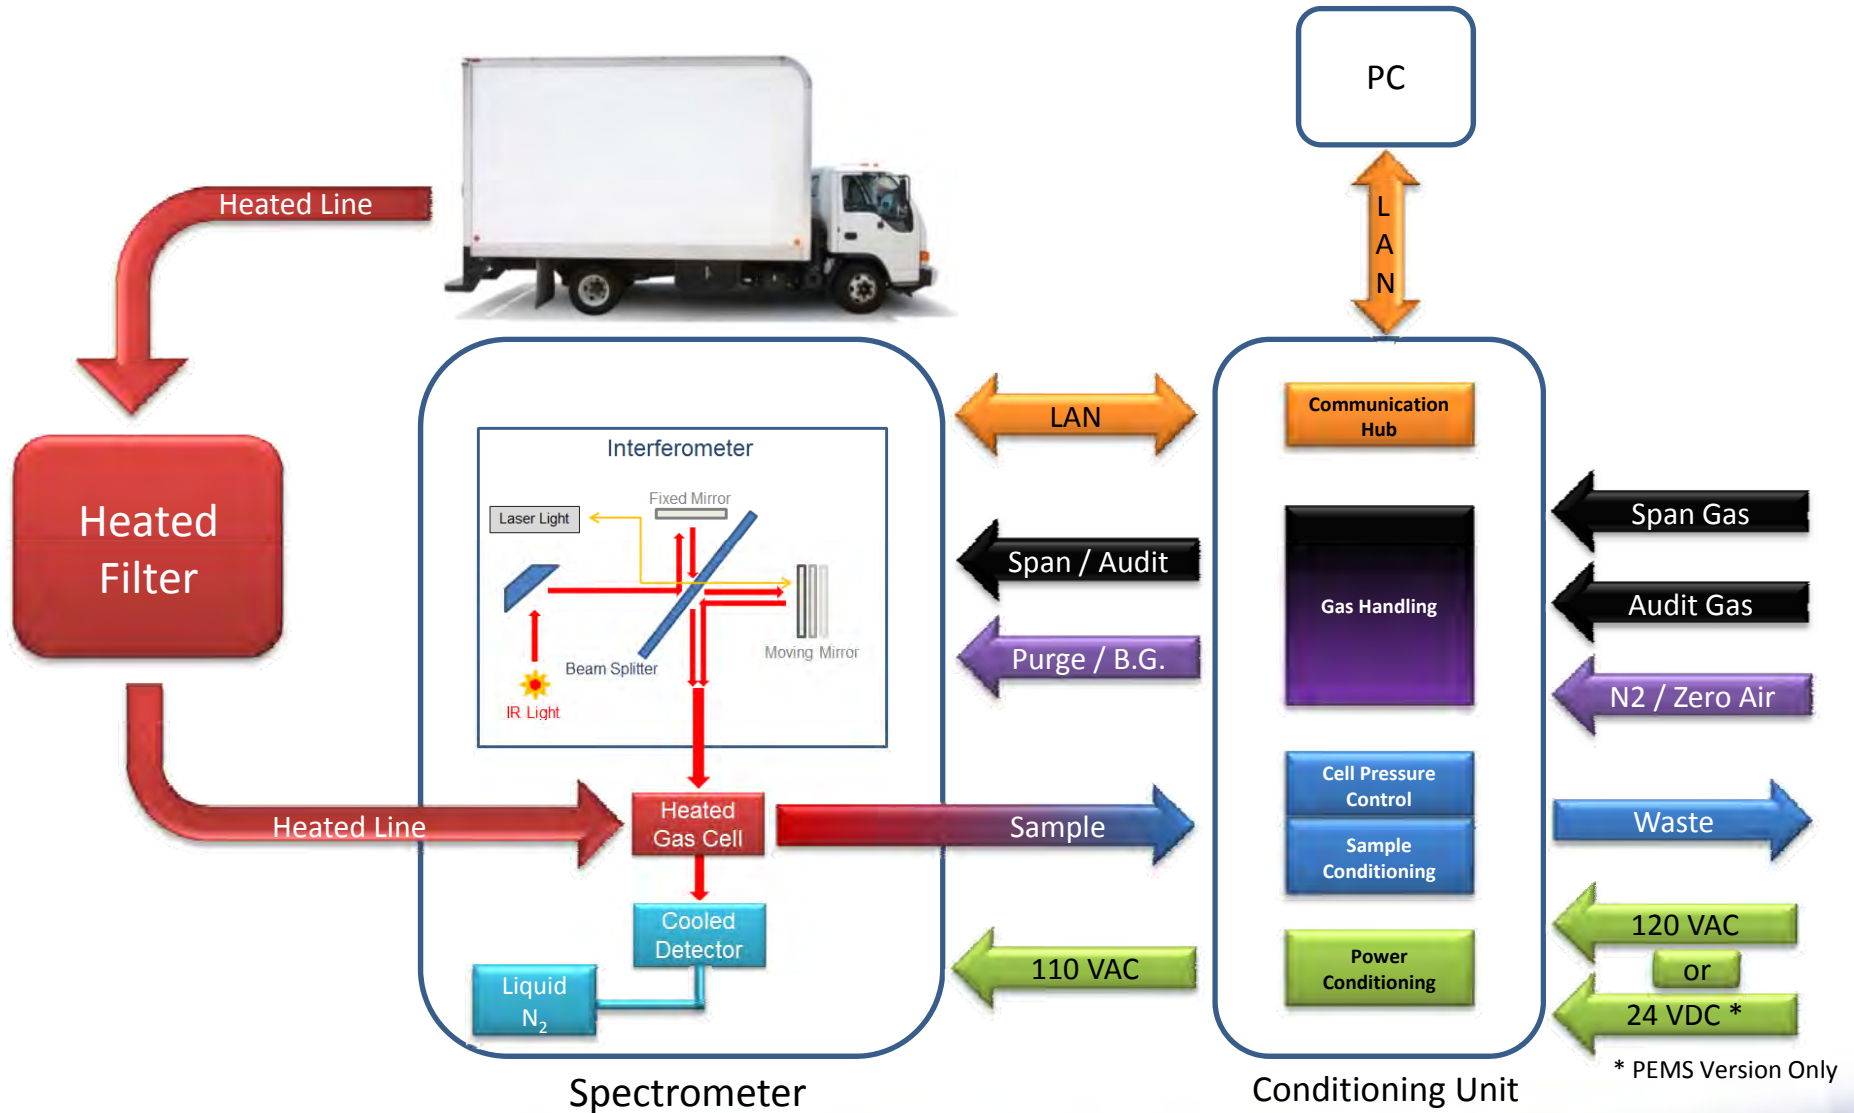 PC
Heated Line
L
A
N
Heated
Filter
Interferometer
Fixed Mirror
Laser Light
Beam Splitter
Moving Mirror
IR Light
LAN
Communication
Hub
Span / Audit
Purge / B.G.
Gas Handling
Span Gas
Audit Gas
N2 / Zero Air
Heated Line
Heated
Gas Cell
Sample
Cell Pressure
Control
Sample
Conditioning
Waste
Cooled
Detector
Liquid
N₂
110 VAC
Power
Conditioning
120 VAC
or
24 VDC *
* PEMS Version Only
Spectrometer
Conditioning Unit